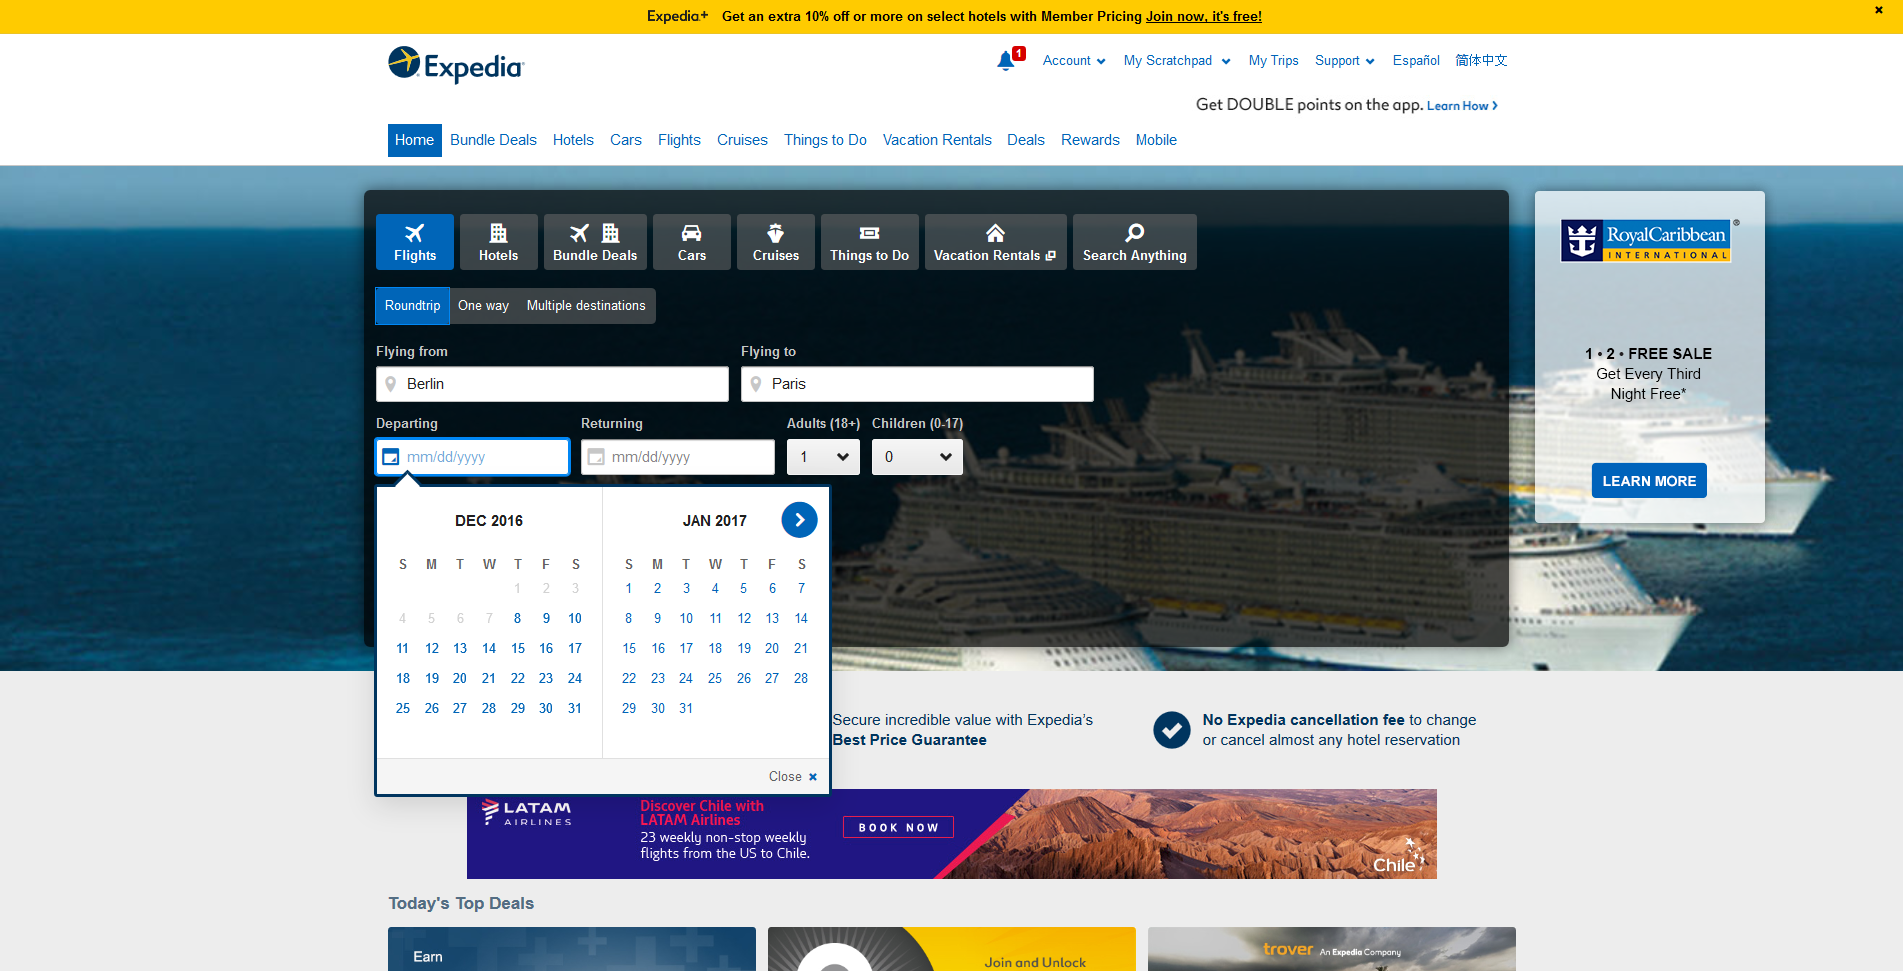 Expedia+ Get an extra 10% off or more on select hotels with Member Pricing Join now, it's free!
Expedia
1
Account
My Scratchpad
My Trips
Support
Español
简体中文
Get DOUBLE points on the app. Learn How
Home
Bundle Deals
Hotels
Cars
Flights
Cruises
Things to Do
Vacation Rentals
Deals
Rewards
Mobile
Flights
Hotels
Bundle Deals
Cars
Cruises
Things to Do
Vacation Rentals
Search Anything
Roundtrip
One way
Multiple destinations
Flying from
Flying to
Berlin
Paris
Departing
Returning
Adults (18+)
Children (0-17)
mm/dd/yyyy
mm/dd/yyyy
1
0
DEC 2016
S M T W T F S
1 2 3
4 5 6 7 8 9 10
11 12 13 14 15 16 17
18 19 20 21 22 23 24
25 26 27 28 29 30 31
JAN 2017
S M T W T F S
1 2 3 4 5 6 7
8 9 10 11 12 13 14
15 16 17 18 19 20 21
22 23 24 25 26 27 28
29 30 31
Close
RoyalCaribbean®
INTERNATIONAL
1 • 2 • FREE SALE
Get Every Third
Night Free*
LEARN MORE
Secure incredible value with Expedia's
Best Price Guarantee
No Expedia cancellation fee to change
or cancel almost any hotel reservation
LATAM
AIRLINES
Discover Chile with
LATAM Airlines
23 weekly non-stop weekly
flights from the US to Chile.
BOOK NOW
Chile
Today's Top Deals
Earn
Join and Unlock
trover An Expedia Company